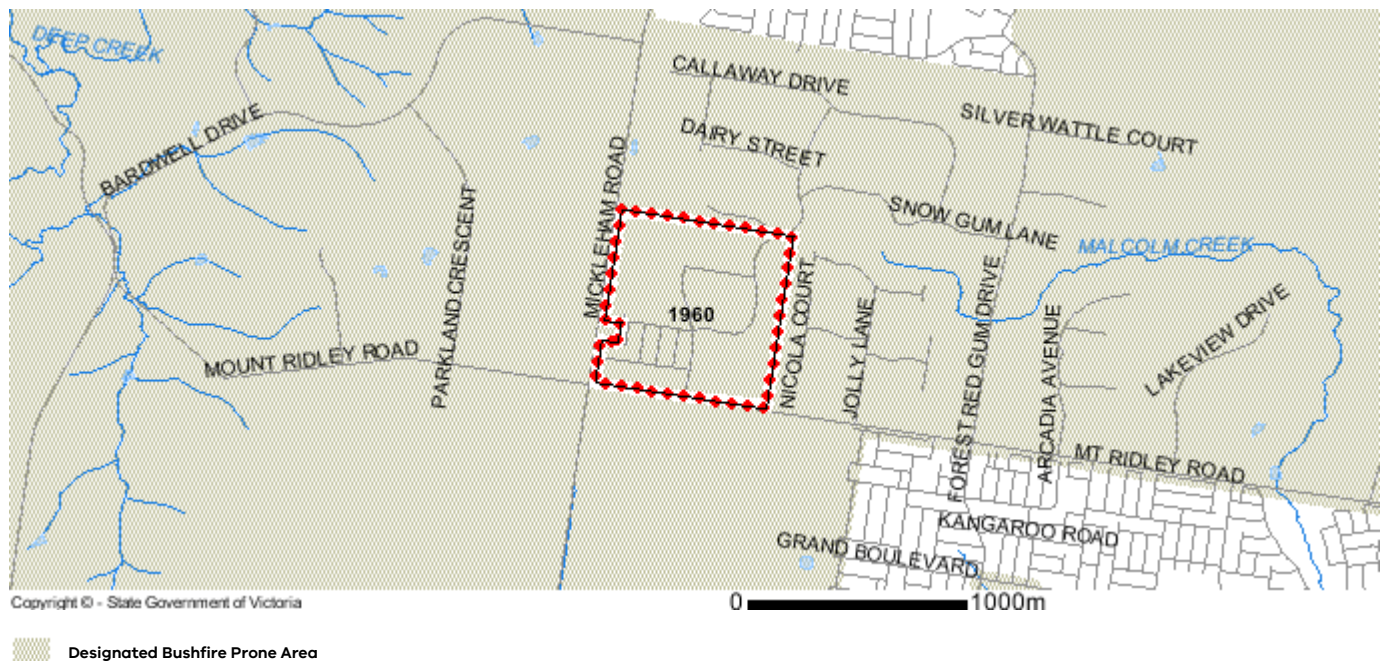 DEEP CREEK
CALLAWAY DRIVE
SILVER WATTLE COURT
BARDWELL DRIVE
DAIRY STREET
MICKLEHAM ROAD
PARKLAND CRESCENT
SNOW GUM LANE
MALCOLM CREEK
1960
NICOLA COURT
JOLLY LANE
FOREST RED GUM DRIVE
ARCADIA AVENUE
LAKEVIEW DRIVE
MOUNT RIDLEY ROAD
MT RIDLEY ROAD
KANGAROO ROAD
GRAND BOULEVARD
Copyright © - State Government of Victoria
0 1000m
Designated Bushfire Prone Area